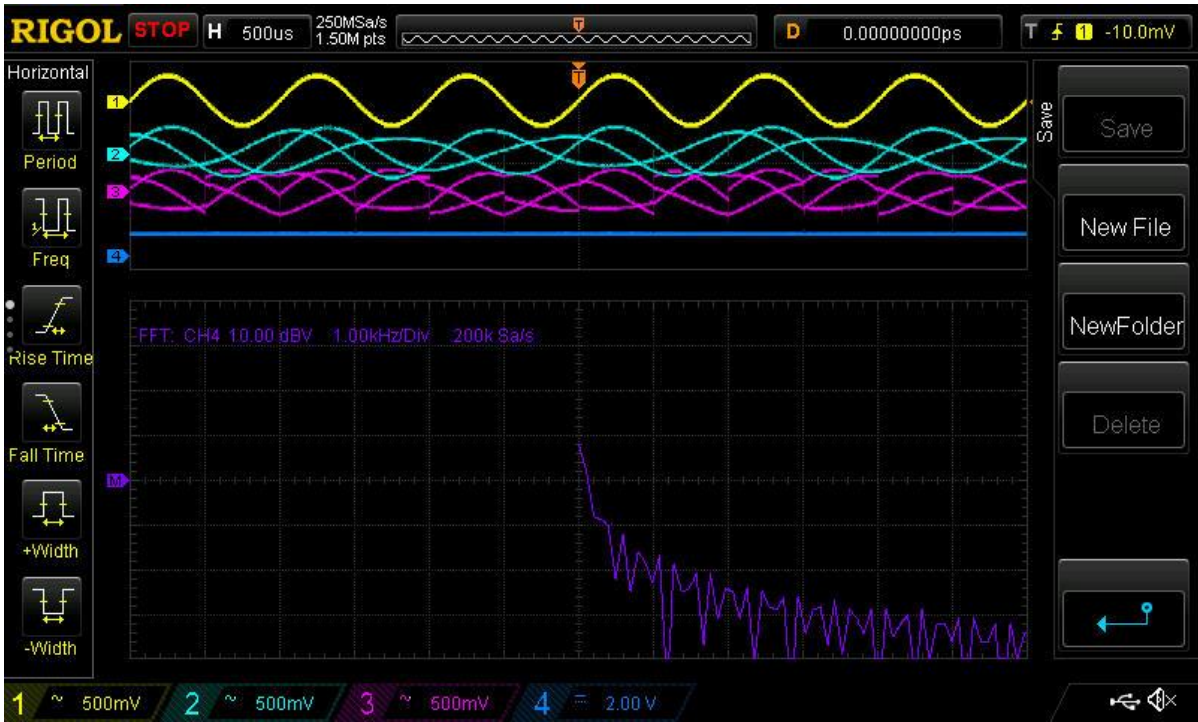 RIGOL STOP H 500us 250MSa/s 1.50M pts T D 0.00000000ps T 1 -10.0mV
Horizontal
Period
Freq
Rise Time
Fall Time
+Width
-Width
1
2
3
4
T
FFT: CH4 10.00 dBV 1.00kHz/Div 200k Sa/s
M
Save
Save
New File
NewFolder
Delete
1 ~ 500mV 2 ~ 500mV 3 ~ 500mV 4 = 2.00 V